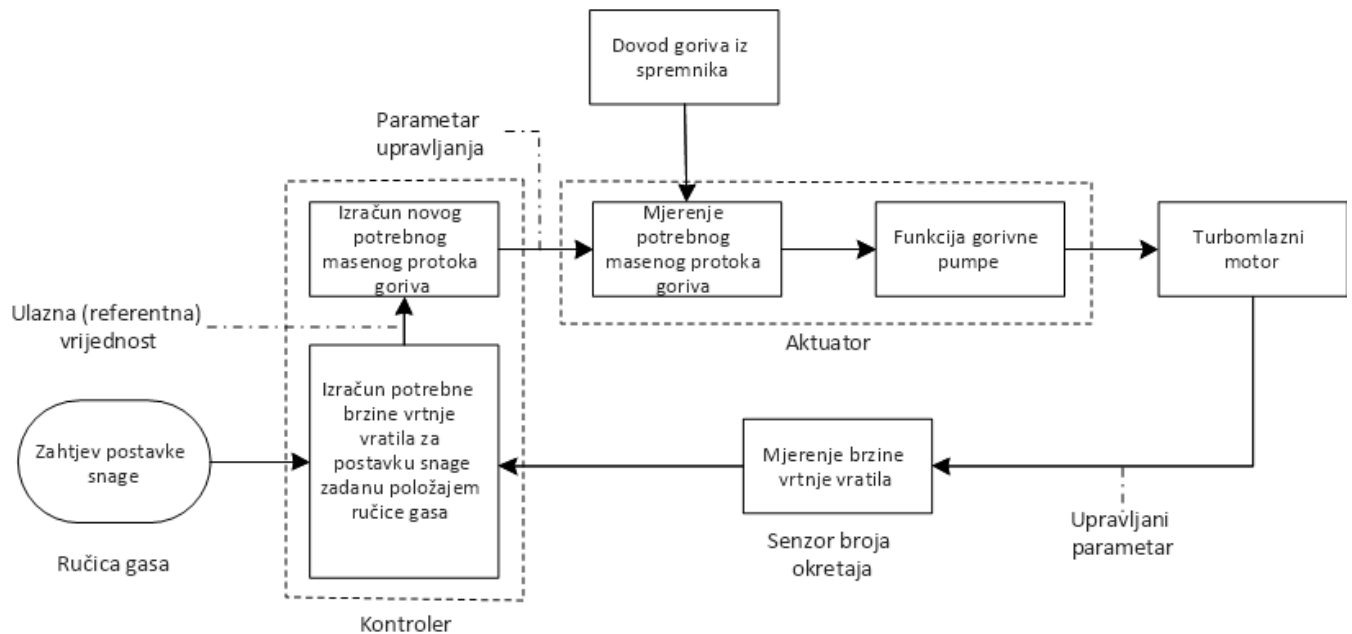 Dovod goriva iz
spremnika
Parametar
upravljanja
Izračun novog
potrebnog
masenog protoka
goriva
Mjerenje
potrebnog
masenog protoka
goriva
Funkcija gorivne
pumpe
Turbomlazni
motor
Ulazna (referentna)
vrijednost
Aktuator
Izračun potrebne
brzine vrtnje
vratila za
postavku snage
zadanu položajem
ručice gasa
Zahtjev postavke
snage
Mjerenje brzine
vrtnje vratila
Upravljani
parametar
Senzor broja
okretaja
Ručica gasa
Kontroler